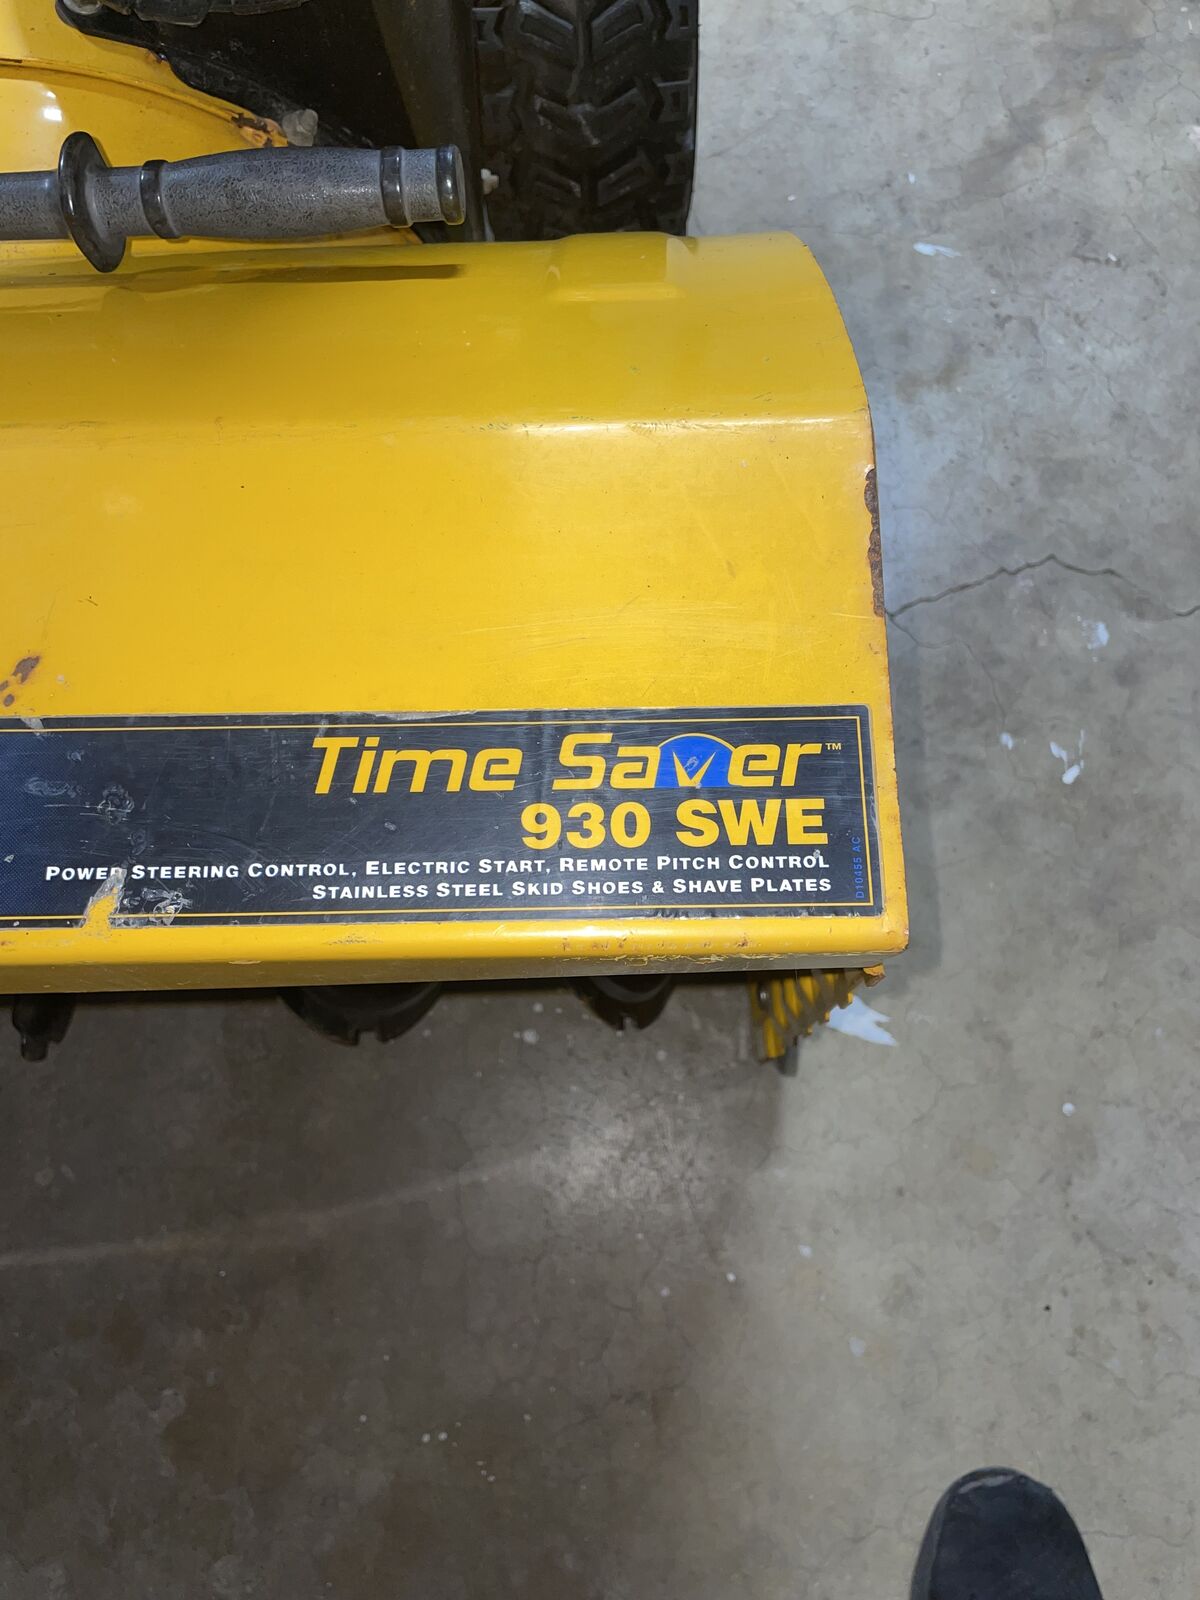 Time Saver™
930 SWE
POWER STEERING CONTROL, ELECTRIC START, REMOTE PITCH CONTROL
STAINLESS STEEL SKID SHOES & SHAVE PLATES
D10455 AC